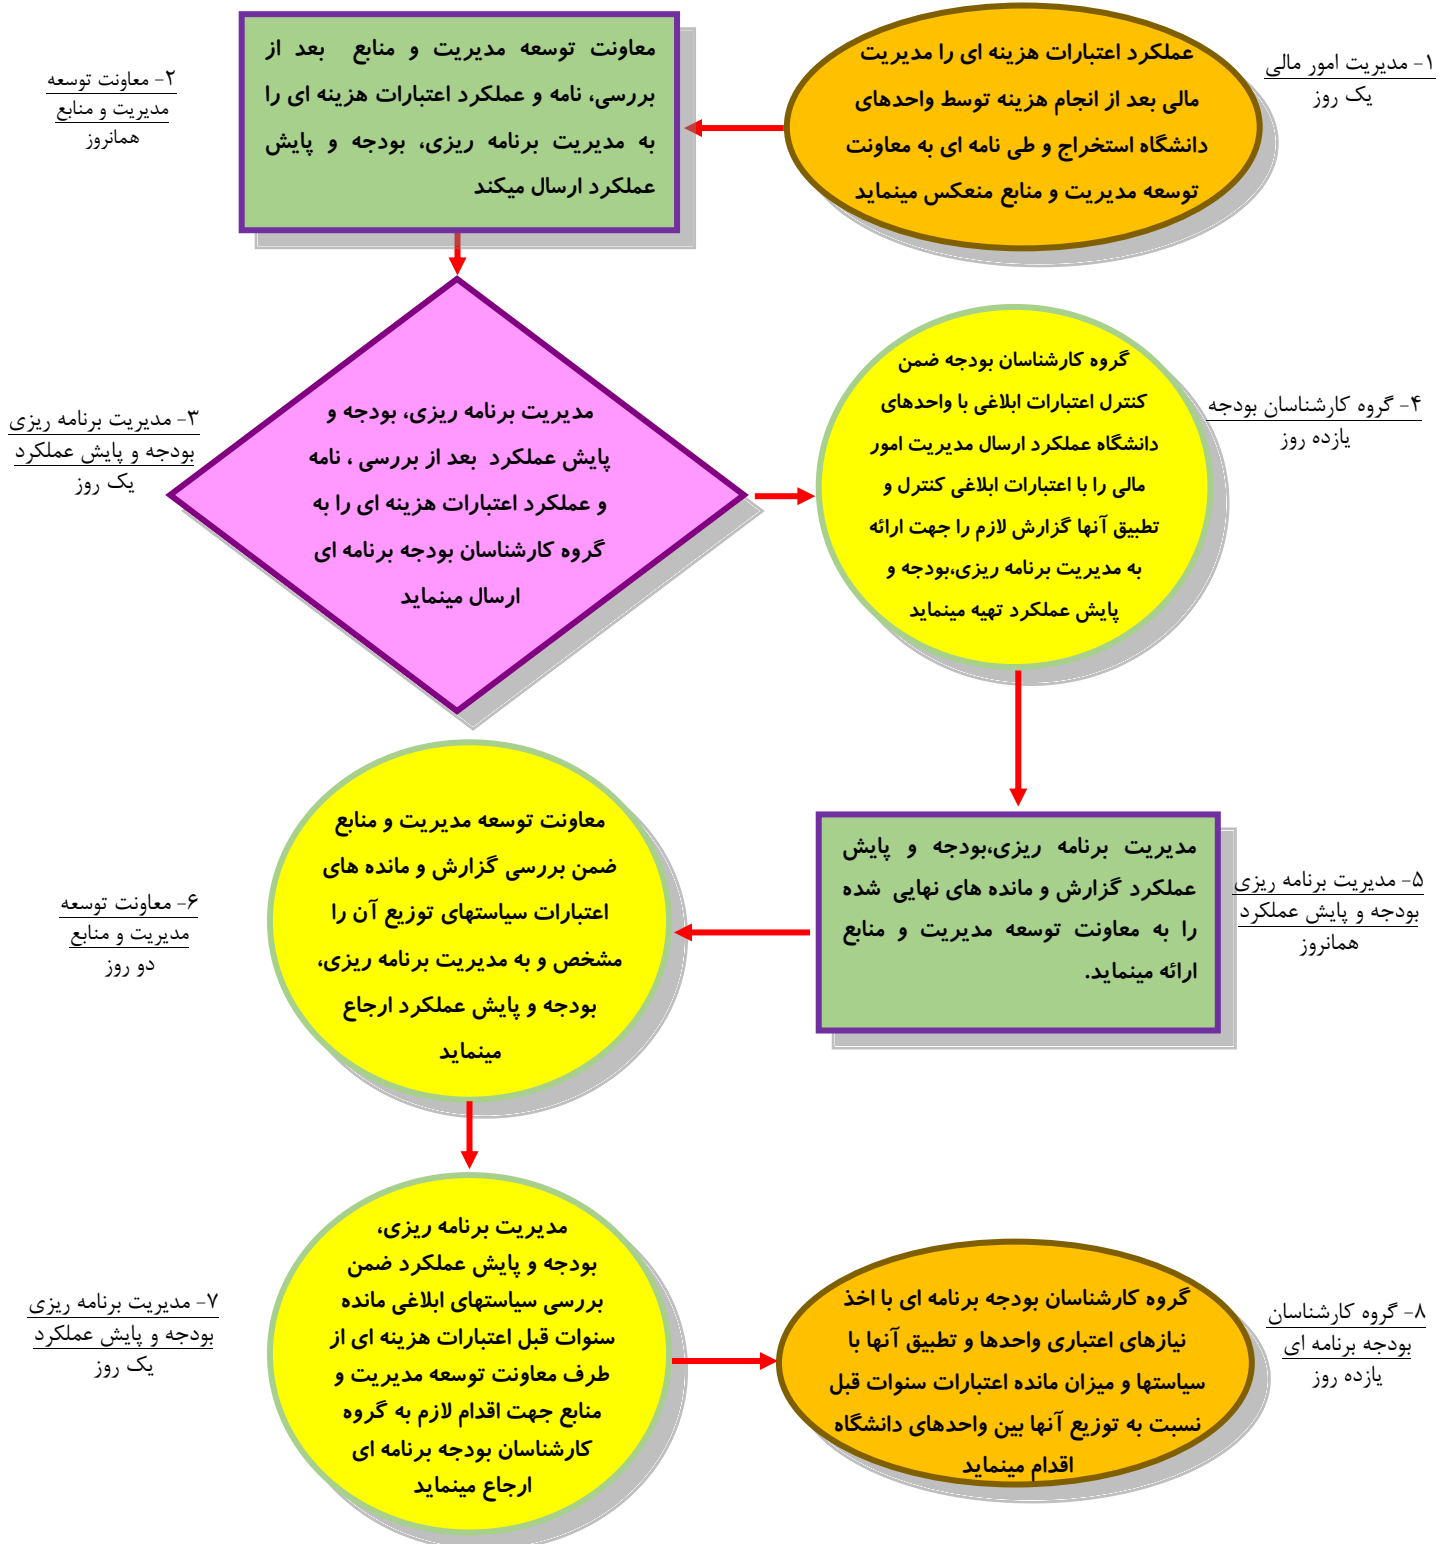 ۱- مدیریت امور مالی
یک روز
عملکرد اعتبارات هزینه ای را مدیریت
مالی بعد از انجام هزینه توسط واحدهای
دانشگاه استخراج و طی نامه ای به معاونت
توسعه مدیریت و منابع منعکس مینماید
۲- معاونت توسعه
مدیریت و منابع
همانروز
معاونت توسعه مدیریت و منابع بعد از
بررسی، نامه و عملکرد اعتبارات هزینه ای را
به مدیریت برنامه ریزی، بودجه و پایش
عملکرد ارسال میکند
۳- مدیریت برنامه ریزی
بودجه و پایش عملکرد
یک روز
مدیریت برنامه ریزی، بودجه و
پایش عملکرد بعد از بررسی ، نامه
و عملکرد اعتبارات هزینه ای را به
گروه کارشناسان بودجه برنامه ای
ارسال مینماید
۴- گروه کارشناسان بودجه
یازده روز
گروه کارشناسان بودجه ضمن
کنترل اعتبارات ابلاغی با واحدهای
دانشگاه عملکرد ارسال مدیریت امور
مالی را با اعتبارات ابلاغی کنترل و
تطبیق آنها گزارش لازم را جهت ارائه
به مدیریت برنامه ریزی،بودجه و
پایش عملکرد تهیه مینماید
۵- مدیریت برنامه ریزی
بودجه و پایش عملکرد
همانروز
مدیریت برنامه ریزی،بودجه و پایش
عملکرد گزارش و مانده های نهایی شده
را به معاونت توسعه مدیریت و منابع
ارائه مینماید.
۶- معاونت توسعه
مدیریت و منابع
دو روز
معاونت توسعه مدیریت و منابع
ضمن بررسی گزارش و مانده های
اعتبارات سیاستهای توزیع آن را
مشخص و به مدیریت برنامه ریزی،
بودجه و پایش عملکرد ارجاع
مینماید
۷- مدیریت برنامه ریزی
بودجه و پایش عملکرد
یک روز
مدیریت برنامه ریزی،
بودجه و پایش عملکرد ضمن
بررسی سیاستهای ابلاغی مانده
سنوات قبل اعتبارات هزینه ای از
طرف معاونت توسعه مدیریت و
منابع جهت اقدام لازم به گروه
کارشناسان بودجه برنامه ای
ارجاع مینماید
۸- گروه کارشناسان
بودجه برنامه ای
یازده روز
گروه کارشناسان بودجه برنامه ای با اخذ
نیازهای اعتباری واحدها و تطبیق آنها با
سیاستها و میزان مانده اعتبارات سنوات قبل
نسبت به توزیع آنها بین واحدهای دانشگاه
اقدام مینماید